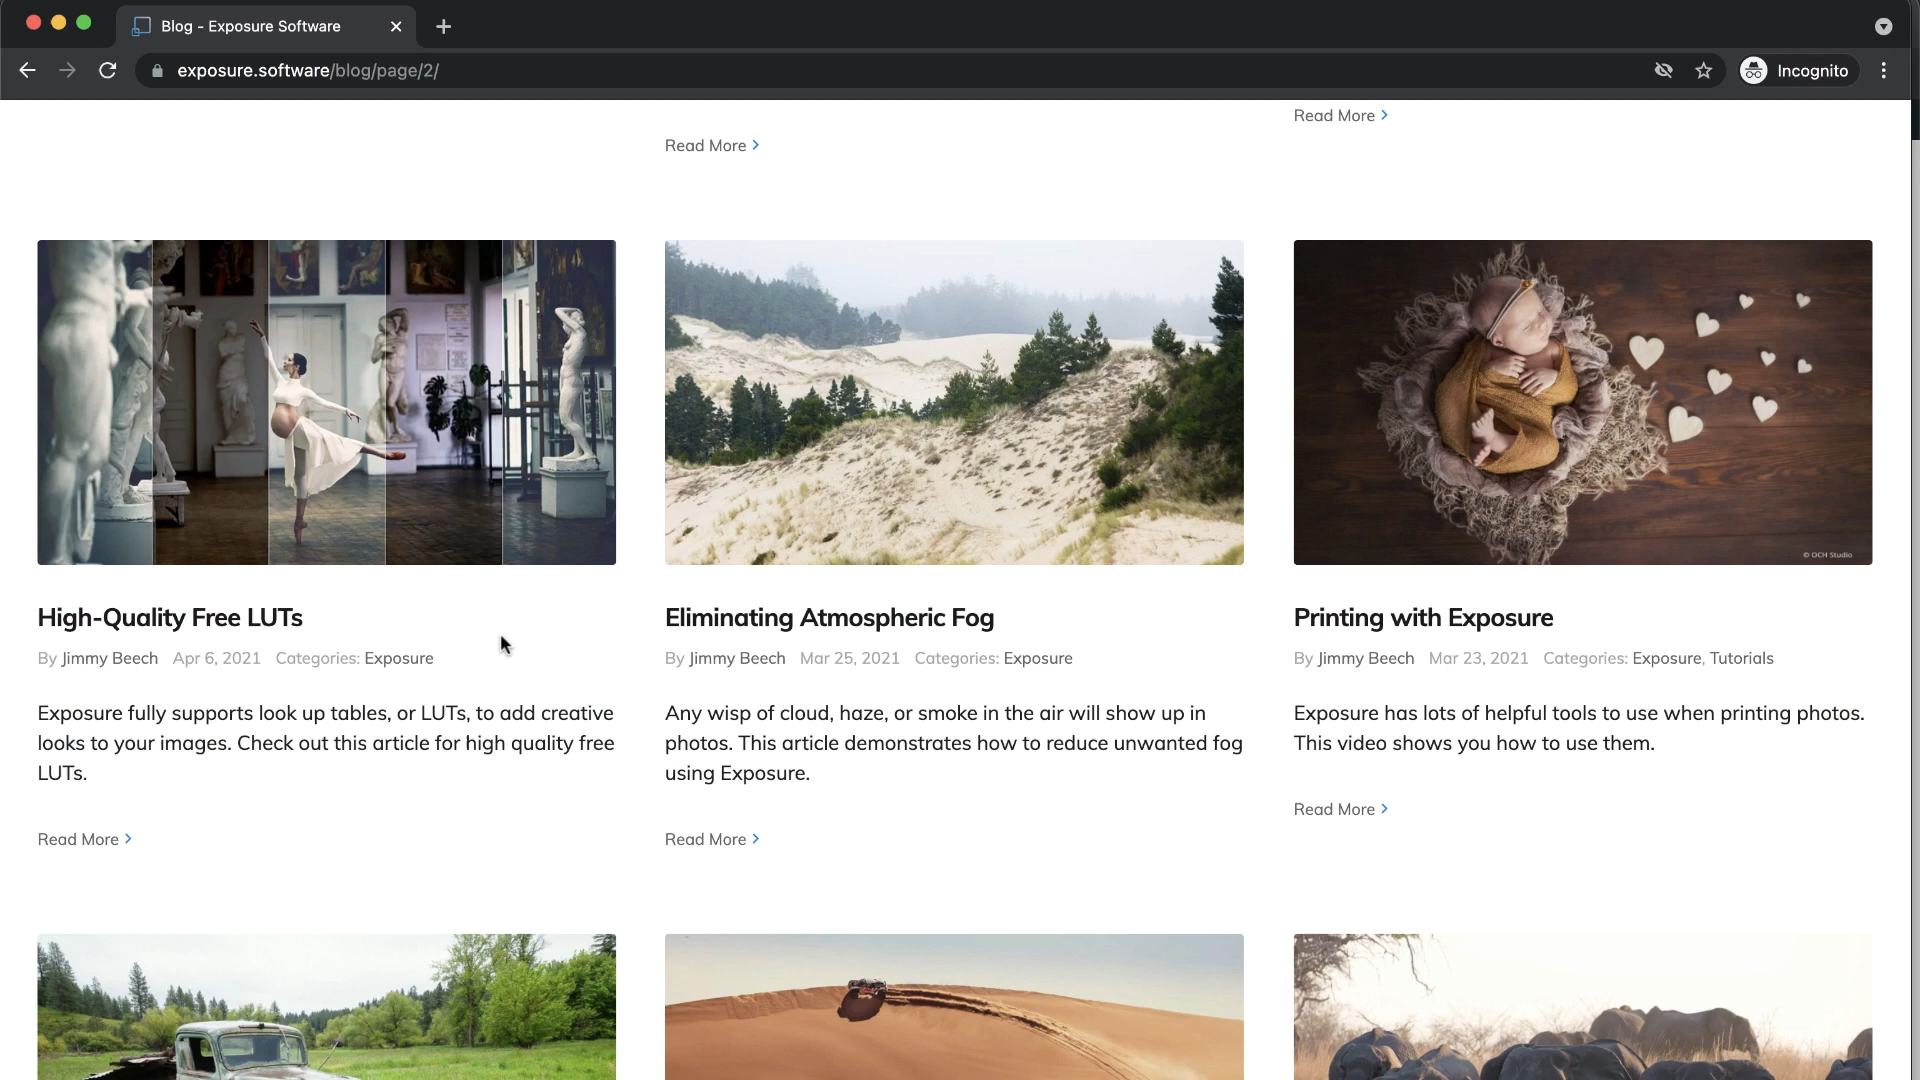 Blog - Exposure Software
exposure.software/blog/page/2/
Incognito
Read More
Read More
© OCH Studio
High-Quality Free LUTs
By Jimmy Beech Apr 6, 2021 Categories: Exposure
Exposure fully supports look up tables, or LUTs, to add creative
looks to your images. Check out this article for high quality free
LUTs.
Read More
Eliminating Atmospheric Fog
By Jimmy Beech Mar 25, 2021 Categories: Exposure
Any wisp of cloud, haze, or smoke in the air will show up in
photos. This article demonstrates how to reduce unwanted fog
using Exposure.
Read More
Printing with Exposure
By Jimmy Beech Mar 23, 2021 Categories: Exposure, Tutorials
Exposure has lots of helpful tools to use when printing photos.
This video shows you how to use them.
Read More